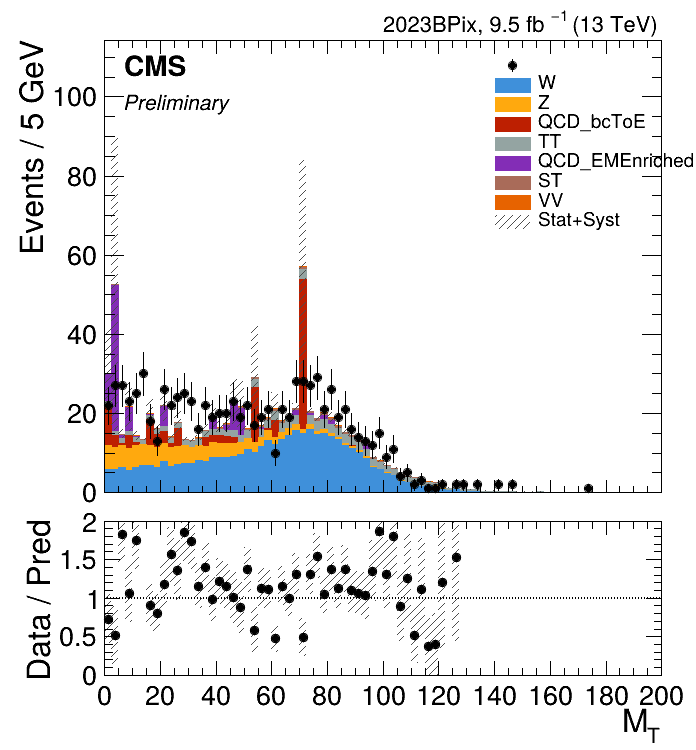 2023BPix, 9.5 fb⁻¹ (13 TeV)
CMS
Preliminary
W
Z
QCD_bcToE
TT
QCD_EMEnriched
ST
VV
Stat+Syst
Events / 5 GeV
100
80
60
40
20
0
Data / Pred
2
1.5
1
0.5
0
0 20 40 60 80 100 120 140 160 180 200
M_T